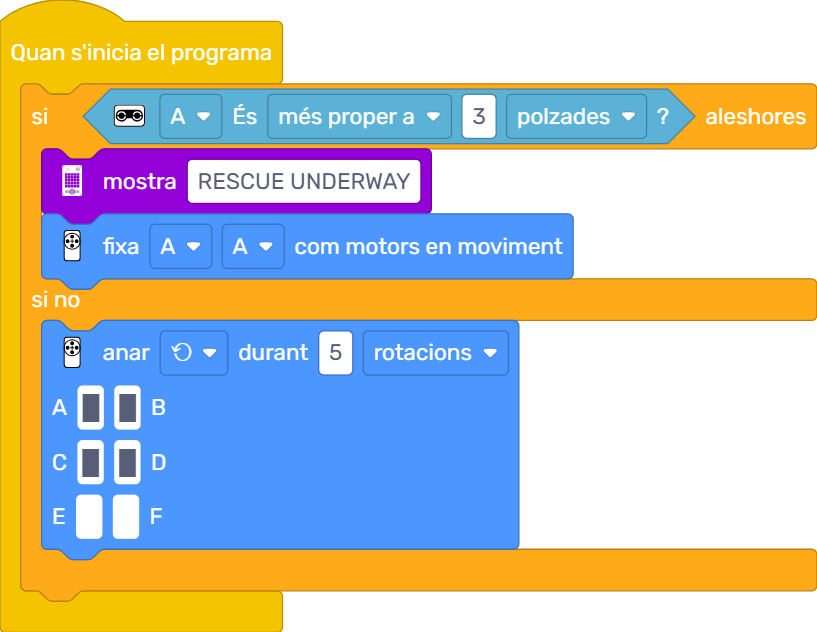 Quan s'inicia el programa
si A És més proper a 3 polzades ? aleshores
mostra RESCUE UNDERWAY
fixa A A com motors en moviment
si no
anar durant 5 rotacions
A B
C D
E F